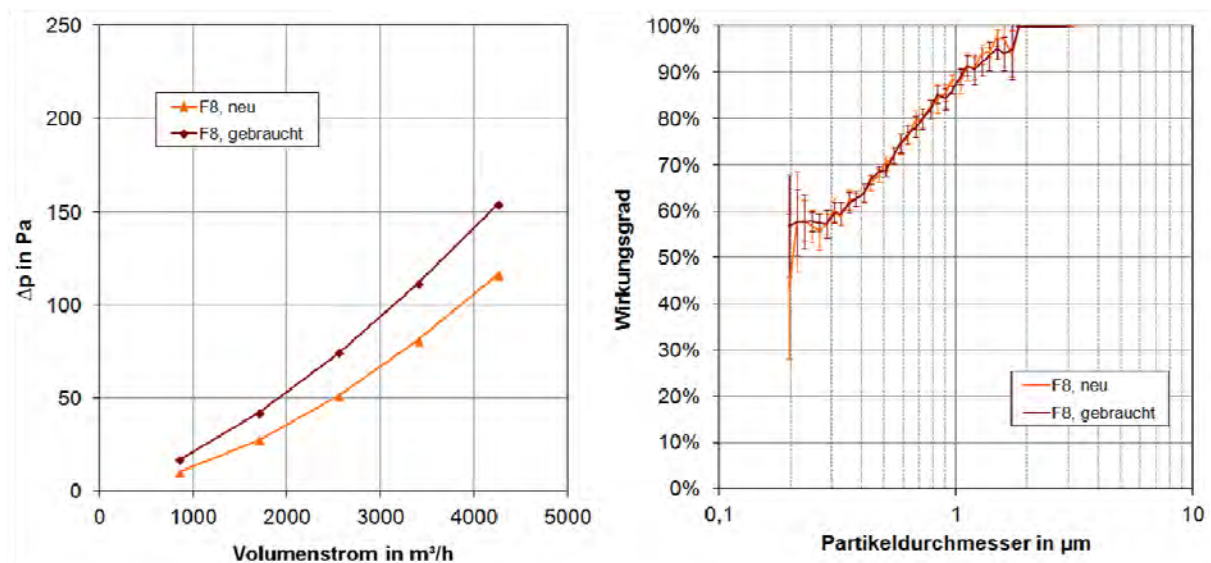 250
200
150
100
50
0
Δp in Pa
F8, neu
F8, gebraucht
0 1000 2000 3000 4000 5000
Volumenstrom in m³/h
100%
90%
80%
70%
60%
50%
40%
30%
20%
10%
0%
Wirkungsgrad
F8, neu
F8, gebraucht
0,1 1 10
Partikeldurchmesser in µm